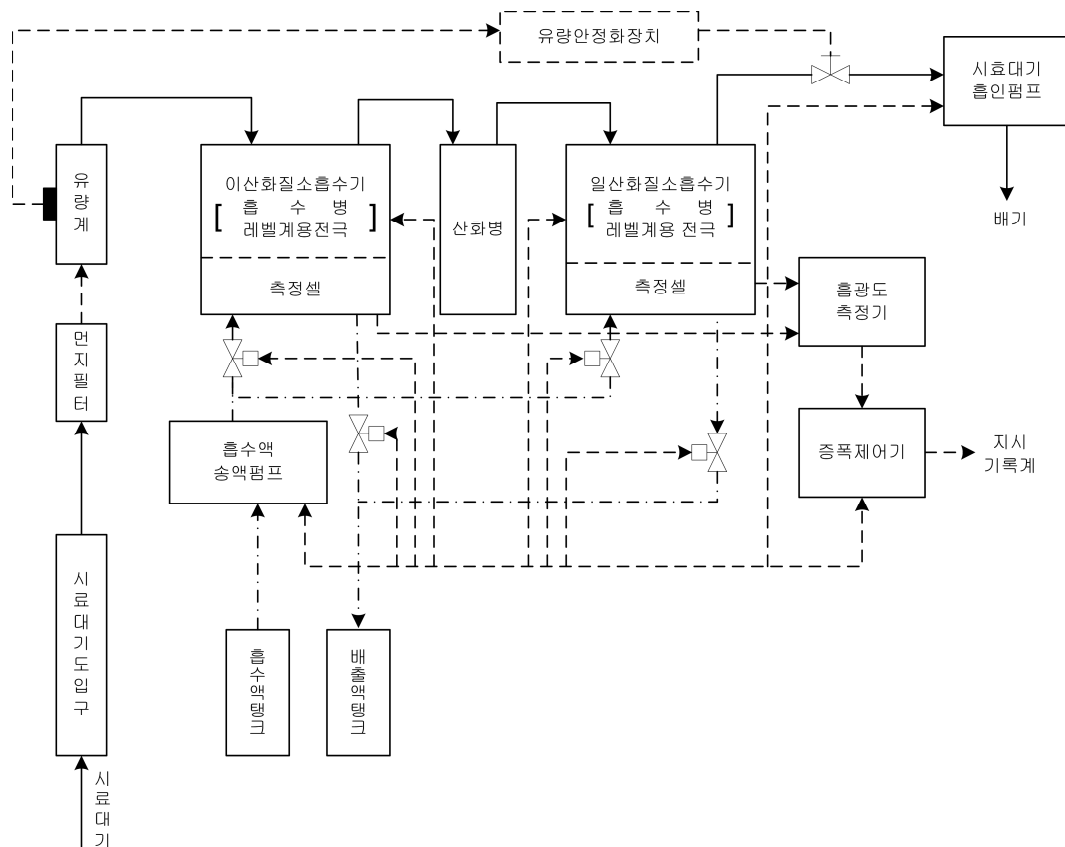 유량안정화장치
시효대기
흡인펌프
배기
유량계
이산화질소흡수기
[ 흡 수 병 ]
레벨계용전극
측정셀
산화병
일산화질소흡수기
[ 흡 수 병 ]
레벨계용 전극
측정셀
흡광도
측정기
먼지필터
흡수액
송액펌프
증폭제어기
지시
기록계
시료대기도입구
흡수액탱크
배출액탱크
시료대기